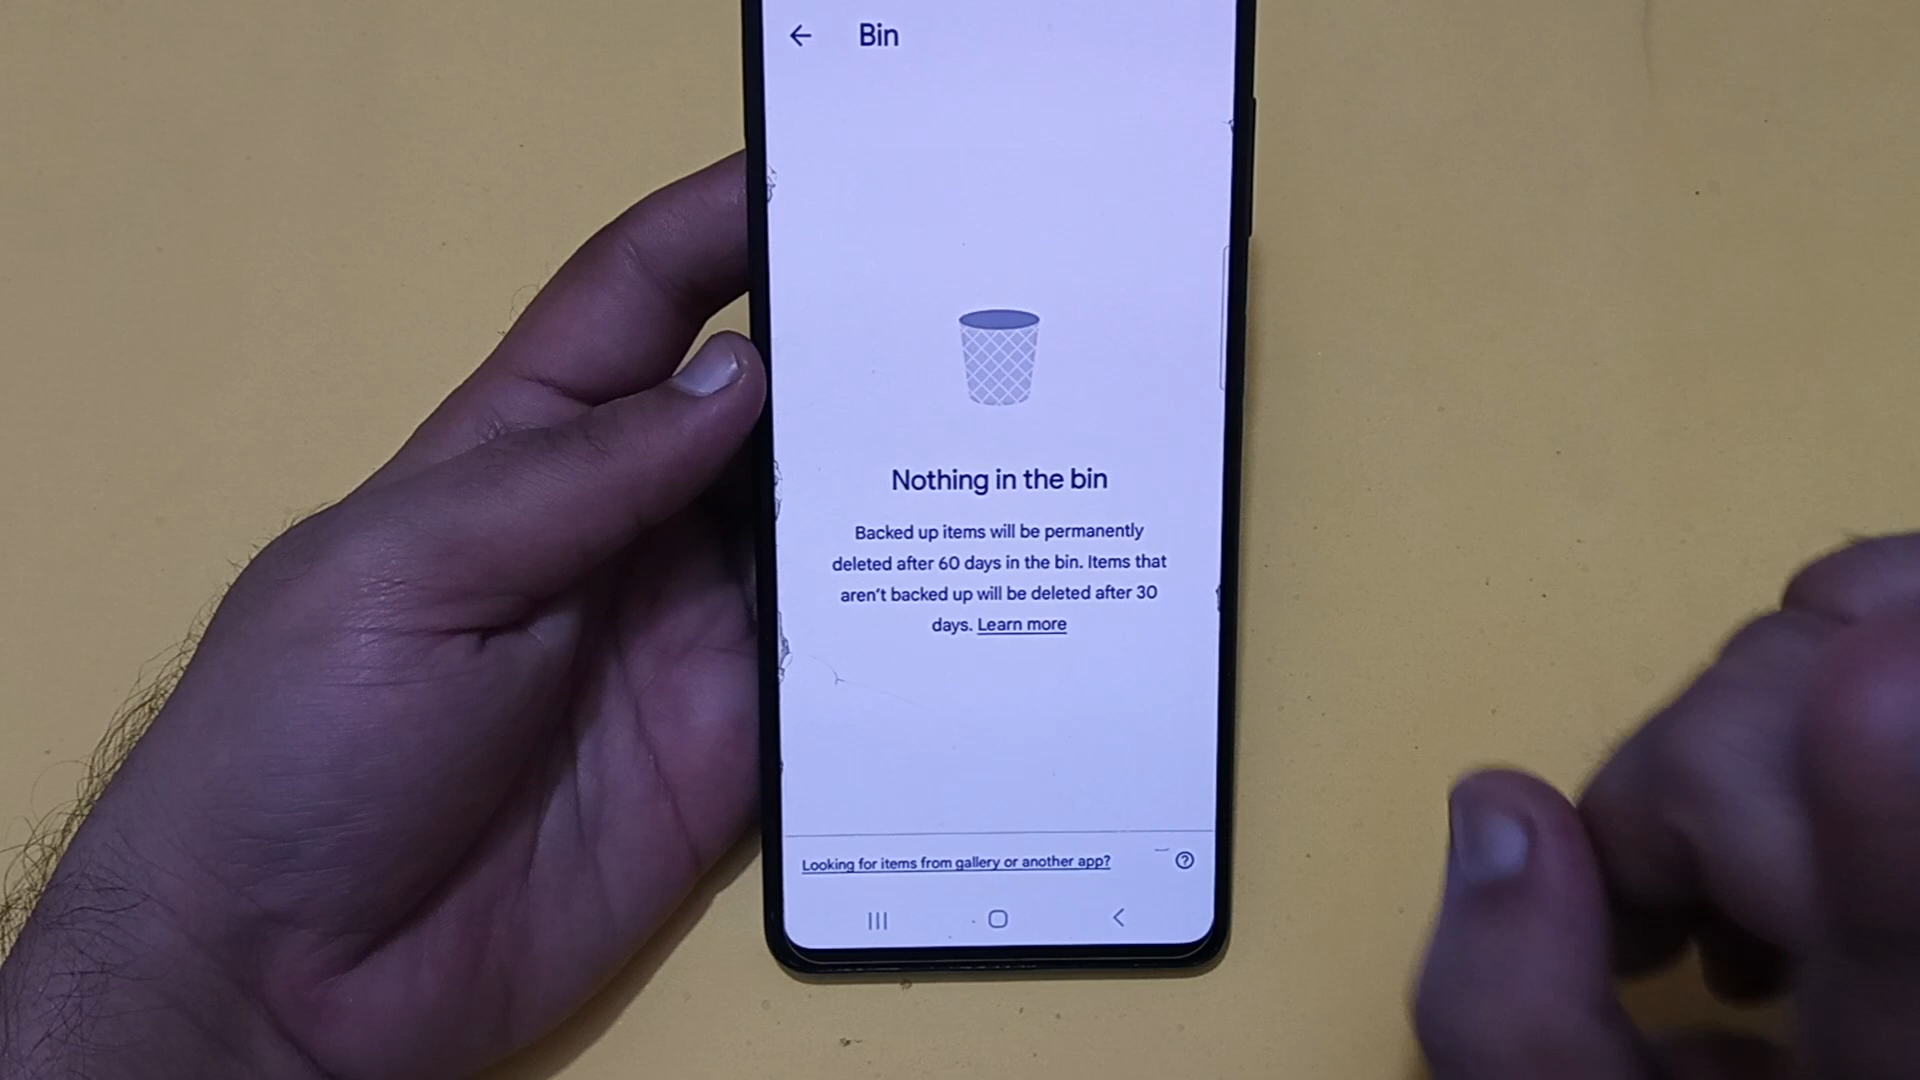 Bin
Nothing in the bin
Backed up items will be permanently
deleted after 60 days in the bin. Items that
aren't backed up will be deleted after 30
days. Learn more
Looking for items from gallery or another app?